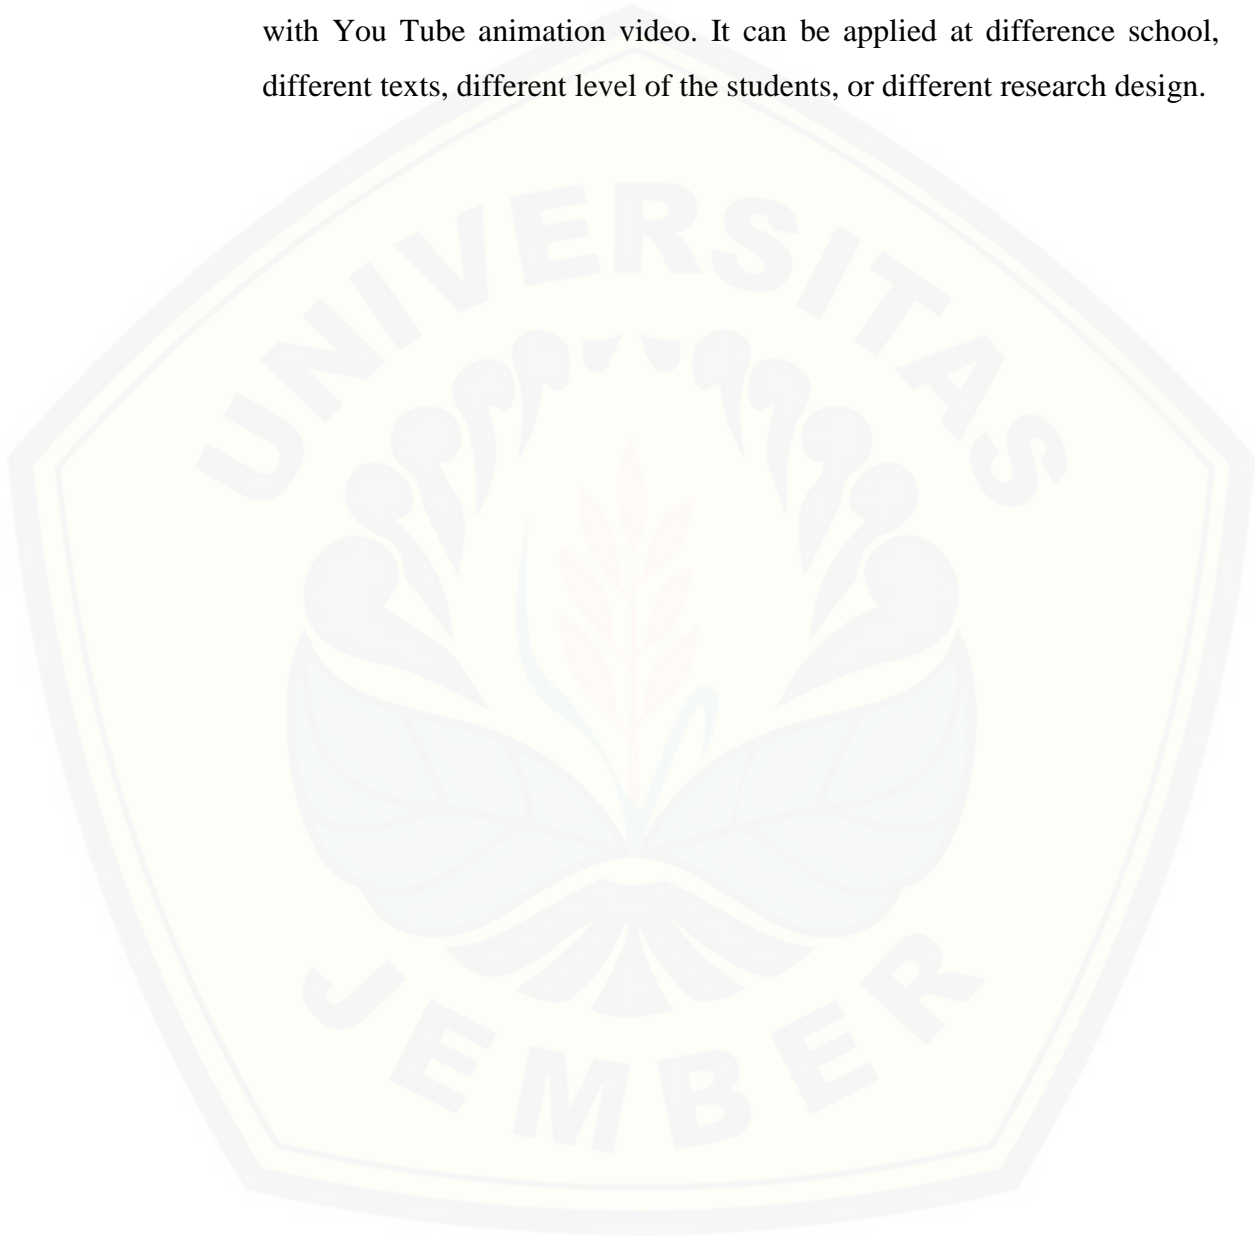 with You Tube animation video. It can be applied at difference school,
different texts, different level of the students, or different research design.
UNIVERSITAS
JEMBER